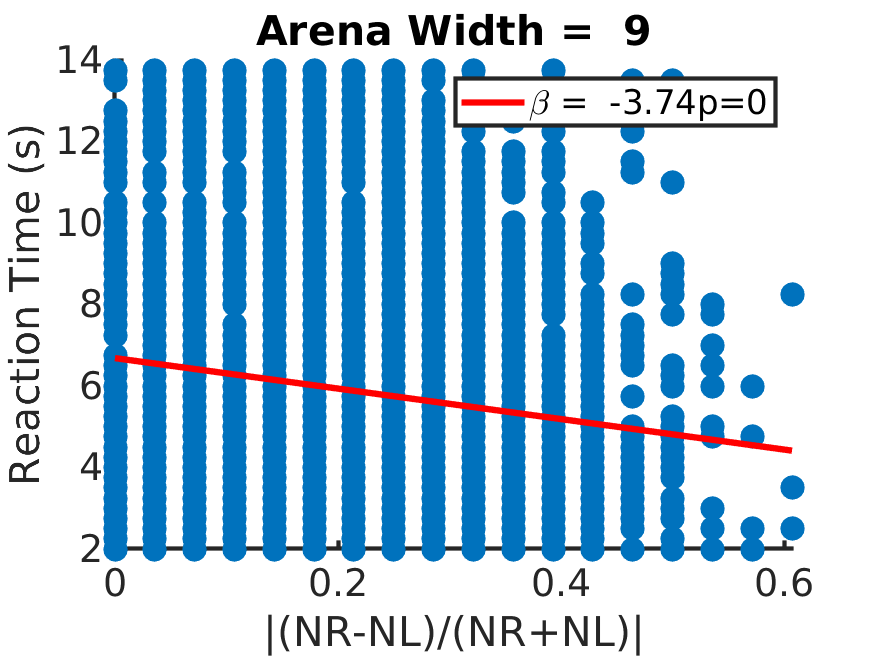 Arena Width = 9
14
12
10
8
6
4
2
Reaction Time (s)
β = -3.74p=0
0 0.2 0.4 0.6
|(NR-NL)/(NR+NL)|